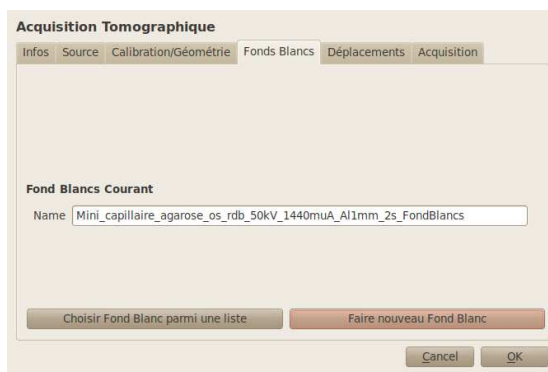 Acquisition Tomographique
Infos Source Calibration/Géométrie Fonds Blancs Déplacements Acquisition
Fond Blancs Courant
Name Mini_capillaire_agarose_os_rdb_50kV_1440muA_Al1mm_2s_FondBlancs
Choisir Fond Blanc parmi une liste Faire nouveau Fond Blanc
Cancel OK